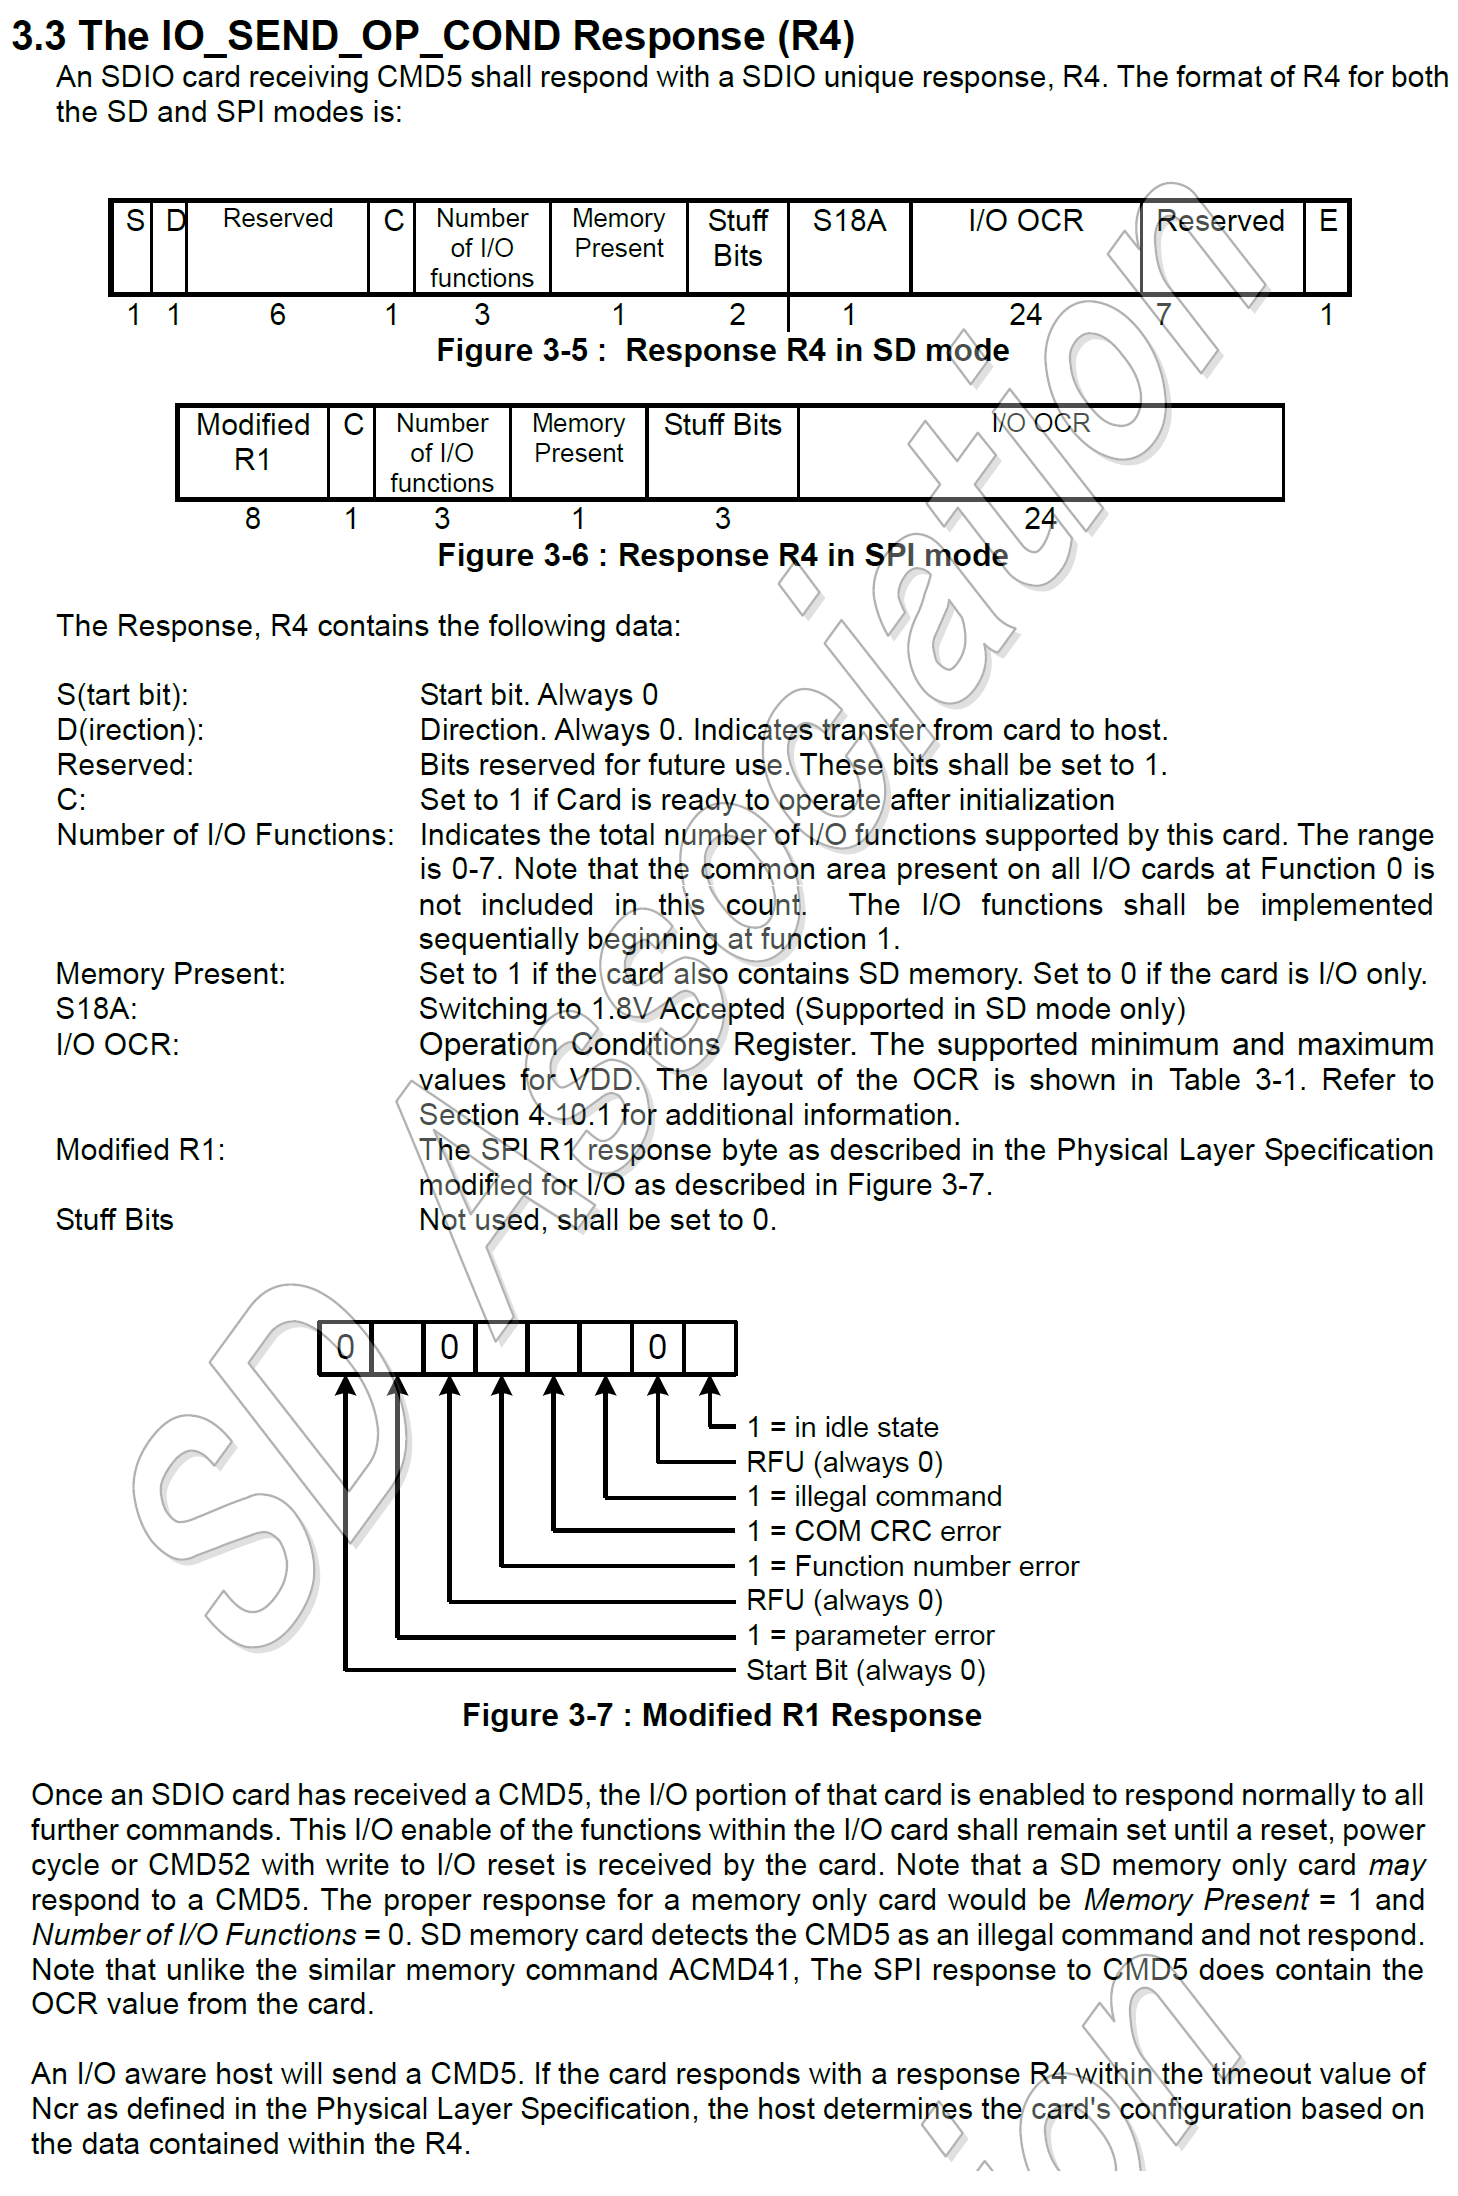 3.3 The IO_SEND_OP_COND Response (R4)
An SDIO card receiving CMD5 shall respond with a SDIO unique response, R4. The format of R4 for both
the SD and SPI modes is:
S D Reserved C Number of I/O functions Memory Present Stuff Bits S18A I/O OCR Reserved E
1 1 6 1 3 1 2 1 24 7 1
Figure 3-5 : Response R4 in SD mode
Modified R1 C Number of I/O functions Memory Present Stuff Bits I/O OCR
8 1 3 1 3 24
Figure 3-6 : Response R4 in SPI mode
The Response, R4 contains the following data:
S(tart bit): Start bit. Always 0
D(irection): Direction. Always 0. Indicates transfer from card to host.
Reserved: Bits reserved for future use. These bits shall be set to 1.
C: Set to 1 if Card is ready to operate after initialization
Number of I/O Functions: Indicates the total number of I/O functions supported by this card. The range
is 0-7. Note that the common area present on all I/O cards at Function 0 is
not included in this count. The I/O functions shall be implemented
sequentially beginning at function 1.
Memory Present: Set to 1 if the card also contains SD memory. Set to 0 if the card is I/O only.
S18A: Switching to 1.8V Accepted (Supported in SD mode only)
I/O OCR: Operation Conditions Register. The supported minimum and maximum
values for VDD. The layout of the OCR is shown in Table 3-1. Refer to
Section 4.10.1 for additional information.
Modified R1: The SPI R1 response byte as described in the Physical Layer Specification
modified for I/O as described in Figure 3-7.
Stuff Bits Not used, shall be set to 0.
0 0 0
1 = in idle state
RFU (always 0)
1 = illegal command
1 = COM CRC error
1 = Function number error
RFU (always 0)
1 = parameter error
Start Bit (always 0)
Figure 3-7 : Modified R1 Response
Once an SDIO card has received a CMD5, the I/O portion of that card is enabled to respond normally to all
further commands. This I/O enable of the functions within the I/O card shall remain set until a reset, power
cycle or CMD52 with write to I/O reset is received by the card. Note that a SD memory only card may
respond to a CMD5. The proper response for a memory only card would be Memory Present = 1 and
Number of I/O Functions = 0. SD memory card detects the CMD5 as an illegal command and not respond.
Note that unlike the similar memory command ACMD41, The SPI response to CMD5 does contain the
OCR value from the card.
An I/O aware host will send a CMD5. If the card responds with a response R4 within the timeout value of
Ncr as defined in the Physical Layer Specification, the host determines the card's configuration based on
the data contained within the R4.
SD Association
ion